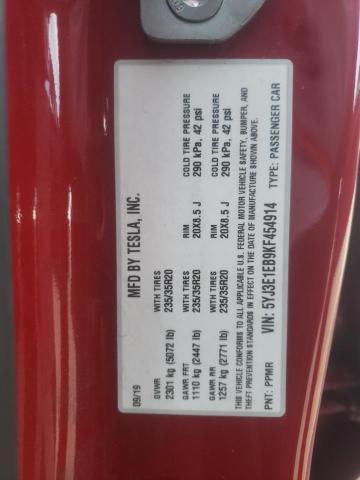 MFD BY TESLA, INC.
09/19
GVWR
2301 kg (5072 lb)
GAWR FRT WITH TIRES RIM COLD TIRE PRESSURE
1110 kg (2447 lb) 235/35R20 20X8.5 J 290 kPa, 42 psi
GAWR RR WITH TIRES RIM COLD TIRE PRESSURE
1257 kg (2771 lb) 235/35R20 20X8.5 J 290 kPa, 42 psi
THIS VEHICLE CONFORMS TO ALL APPLICABLE U.S. FEDERAL MOTOR VEHICLE SAFETY, BUMPER, AND
THEFT PREVENTION STANDARDS IN EFFECT ON THE DATE OF MANUFACTURE SHOWN ABOVE.
VIN: 5YJ3E1EB9KF454914 TYPE: PASSENGER CAR
PNT: PPMR